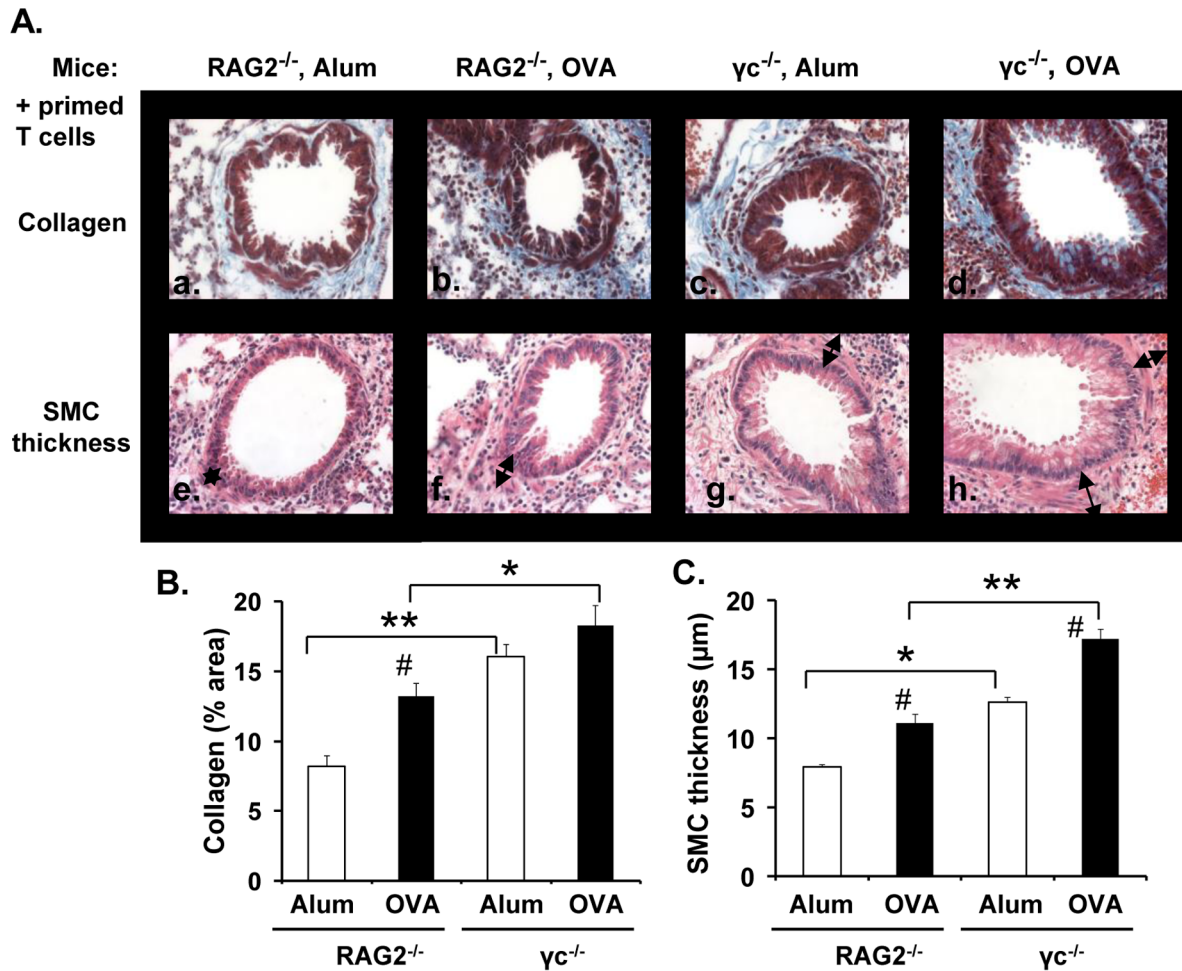 A.
Mice: RAG2-/-, Alum RAG2-/-, OVA γc-/-, Alum γc-/-, OVA
+ primed
T cells
Collagen
a. b. c. d.
SMC
thickness
e. f. g. h.
B.
Collagen (% area)
20
15
10
5
0
**
*
#
Alum OVA Alum OVA
RAG2-/- γc-/-
C.
SMC thickness (μm)
20
15
10
5
0
*
**
#
#
Alum OVA Alum OVA
RAG2-/- γc-/-